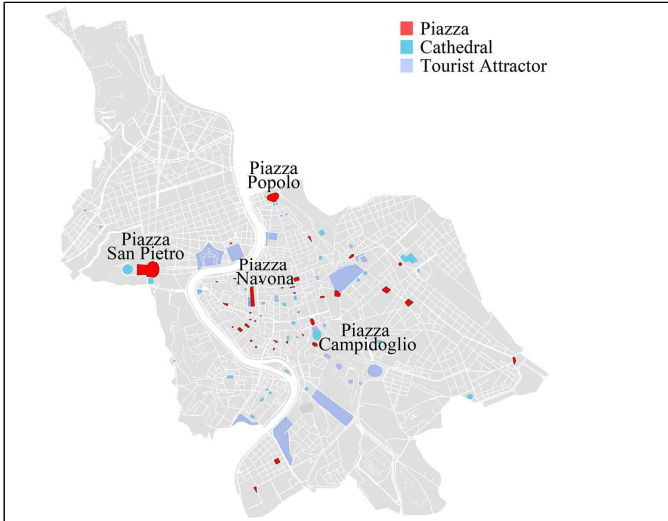 Piazza
Cathedral
Tourist Attractor
Piazza
Popolo
Piazza
San Pietro
Piazza
Navona
Piazza
Campidoglio